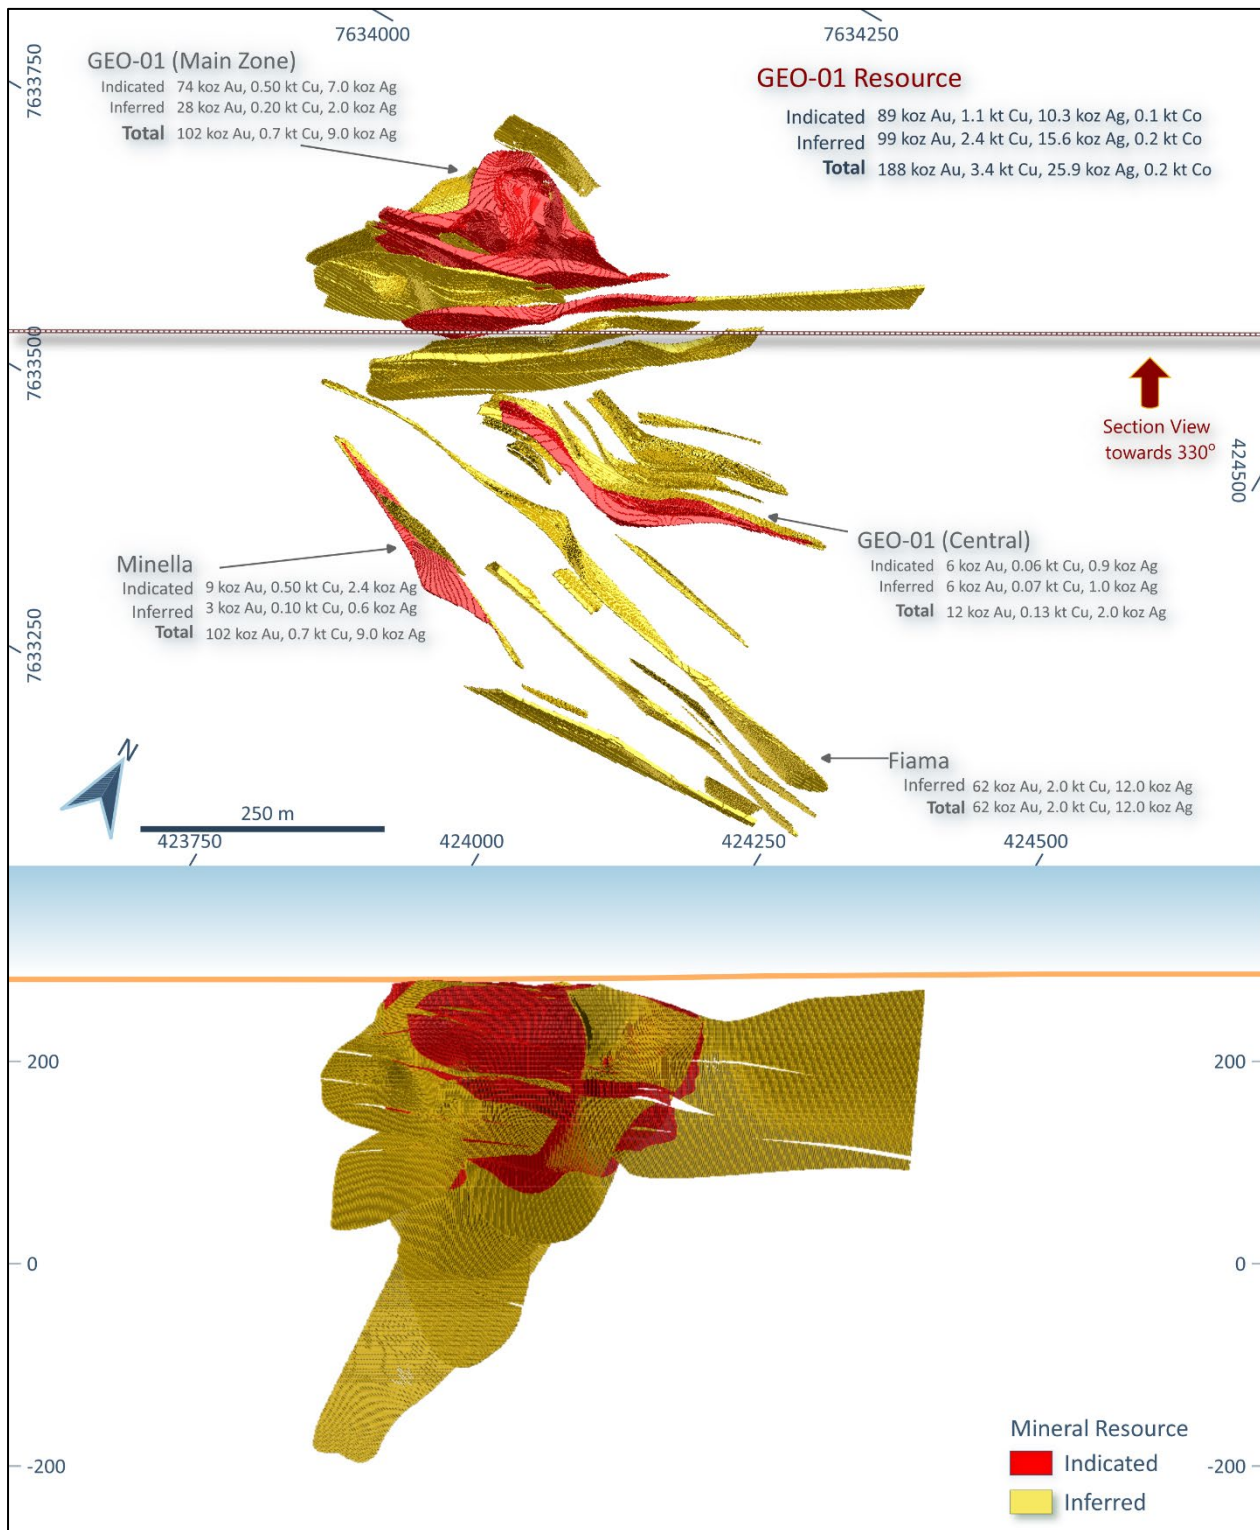 7634000
7634250
7633750
GEO-01 (Main Zone)
Indicated 74 koz Au, 0.50 kt Cu, 7.0 koz Ag
Inferred 28 koz Au, 0.20 kt Cu, 2.0 koz Ag
Total 102 koz Au, 0.7 kt Cu, 9.0 koz Ag
GEO-01 Resource
Indicated 89 koz Au, 1.1 kt Cu, 10.3 koz Ag, 0.1 kt Co
Inferred 99 koz Au, 2.4 kt Cu, 15.6 koz Ag, 0.2 kt Co
Total 188 koz Au, 3.4 kt Cu, 25.9 koz Ag, 0.2 kt Co
7633500
Section View
towards 330°
424500
GEO-01 (Central)
Indicated 6 koz Au, 0.06 kt Cu, 0.9 koz Ag
Inferred 6 koz Au, 0.07 kt Cu, 1.0 koz Ag
Total 12 koz Au, 0.13 kt Cu, 2.0 koz Ag
Minella
Indicated 9 koz Au, 0.50 kt Cu, 2.4 koz Ag
Inferred 3 koz Au, 0.10 kt Cu, 0.6 koz Ag
Total 102 koz Au, 0.7 kt Cu, 9.0 koz Ag
7633250
Fiama
Inferred 62 koz Au, 2.0 kt Cu, 12.0 koz Ag
Total 62 koz Au, 2.0 kt Cu, 12.0 koz Ag
N
250 m
423750
424000
424250
424500
200
200
0
0
-200
-200
Mineral Resource
Indicated
Inferred